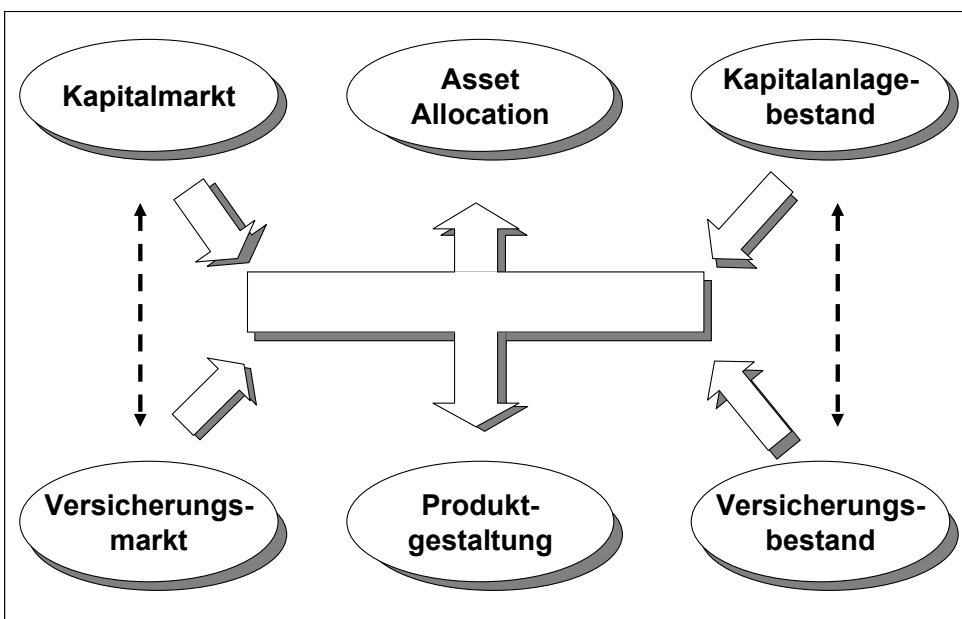 Kapitalmarkt
Asset
Allocation
Kapitalanlage-
bestand
Versicherungs-
markt
Produkt-
gestaltung
Versicherungs-
bestand